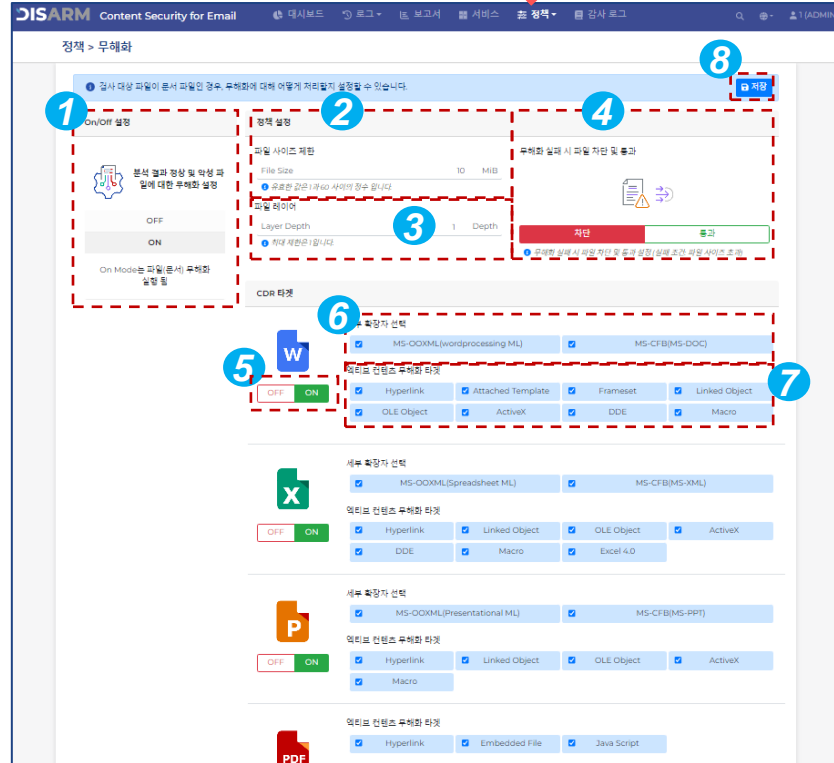 DISARM Content Security for Email 대시보드 로그 보고서 서비스 정책 감사 로그 1 (ADMIN
정책 > 무해화
8
검사 대상 파일이 문서 파일인 경우, 무해화에 대해 어떻게 처리할지 설정할 수 있습니다. 저장
1 2 4
On/Off 설정 정책 설정
파일 사이즈 제한 무해화 실패 시 파일 차단 및 통과
분석 결과 정상 및 악성 파
일에 대한 무해화 설정
File Size 10 MiB
유효한 값은 1과 60 사이의 정수 입니다.
파일 레이어
OFF
Layer Depth 1 Depth
3
차단 통과
ON
최대 제한은 1입니다.
무해화 실패 시 파일 차단 및 통과 설정 (실패 조건: 파일 사이즈 초과)
On Mode는 파일(문서) 무해화
실행 됨
CDR 타겟
6
세부 확장자 선택
W
MS-OOXML(wordprocessing ML) MS-CFB(MS-DOC)
5
엑티브 컨텐츠 무해화 타겟
7
OFF ON
Hyperlink Attached Template Frameset Linked Object
OLE Object ActiveX DDE Macro
세부 확장자 선택
X
MS-OOXML(Spreadsheet ML) MS-CFB(MS-XML)
엑티브 컨텐츠 무해화 타겟
OFF ON
Hyperlink Linked Object OLE Object ActiveX
DDE Macro Excel 4.0
세부 확장자 선택
P
MS-OOXML(Presentational ML) MS-CFB(MS-PPT)
엑티브 컨텐츠 무해화 타겟
OFF ON
Hyperlink Linked Object OLE Object ActiveX
Macro
엑티브 컨텐츠 무해화 타겟
Hyperlink Embedded File Java Script
PDF